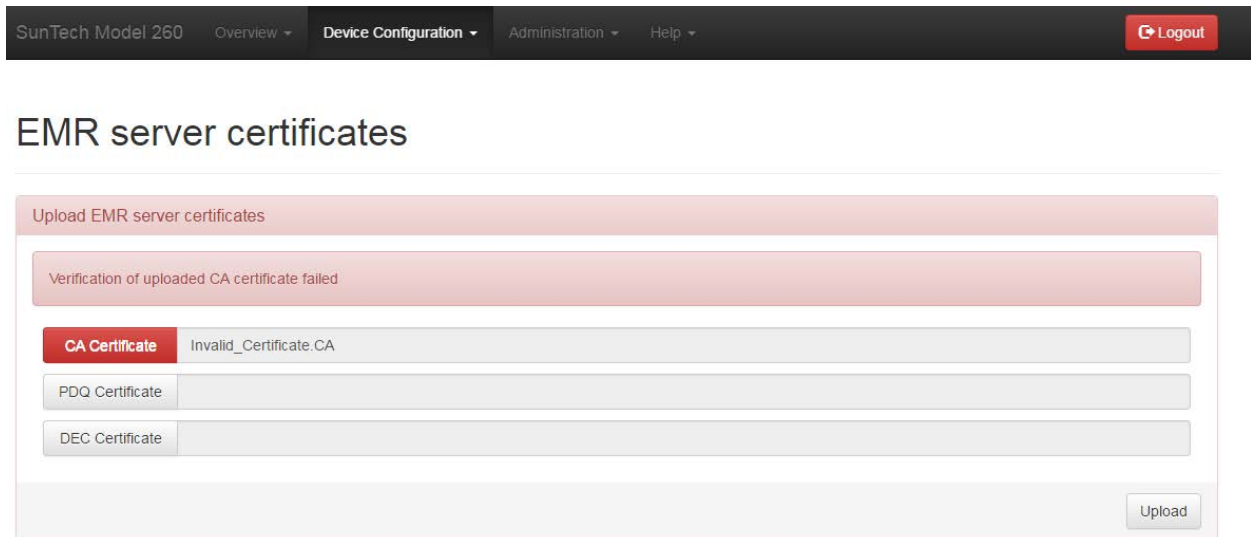 SunTech Model 260 Overview Device Configuration Administration Help Logout
EMR server certificates
Upload EMR server certificates
Verification of uploaded CA certificate failed
CA Certificate Invalid_Certificate.CA
PDQ Certificate
DEC Certificate
Upload